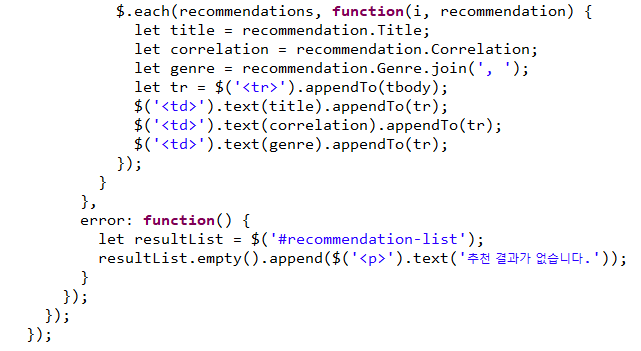 $.each(recommendations, function(i, recommendation) {
let title = recommendation.Title;
let correlation = recommendation.Correlation;
let genre = recommendation.Genre.join(', ');
let tr = $('<tr>').appendTo(tbody);
$('<td>').text(title).appendTo(tr);
$('<td>').text(correlation).appendTo(tr);
$('<td>').text(genre).appendTo(tr);
});
}
},
error: function() {
let resultList = $('#recommendation-list');
resultList.empty().append($('<p>').text('추천 결과가 없습니다.'));
}
});
});
});